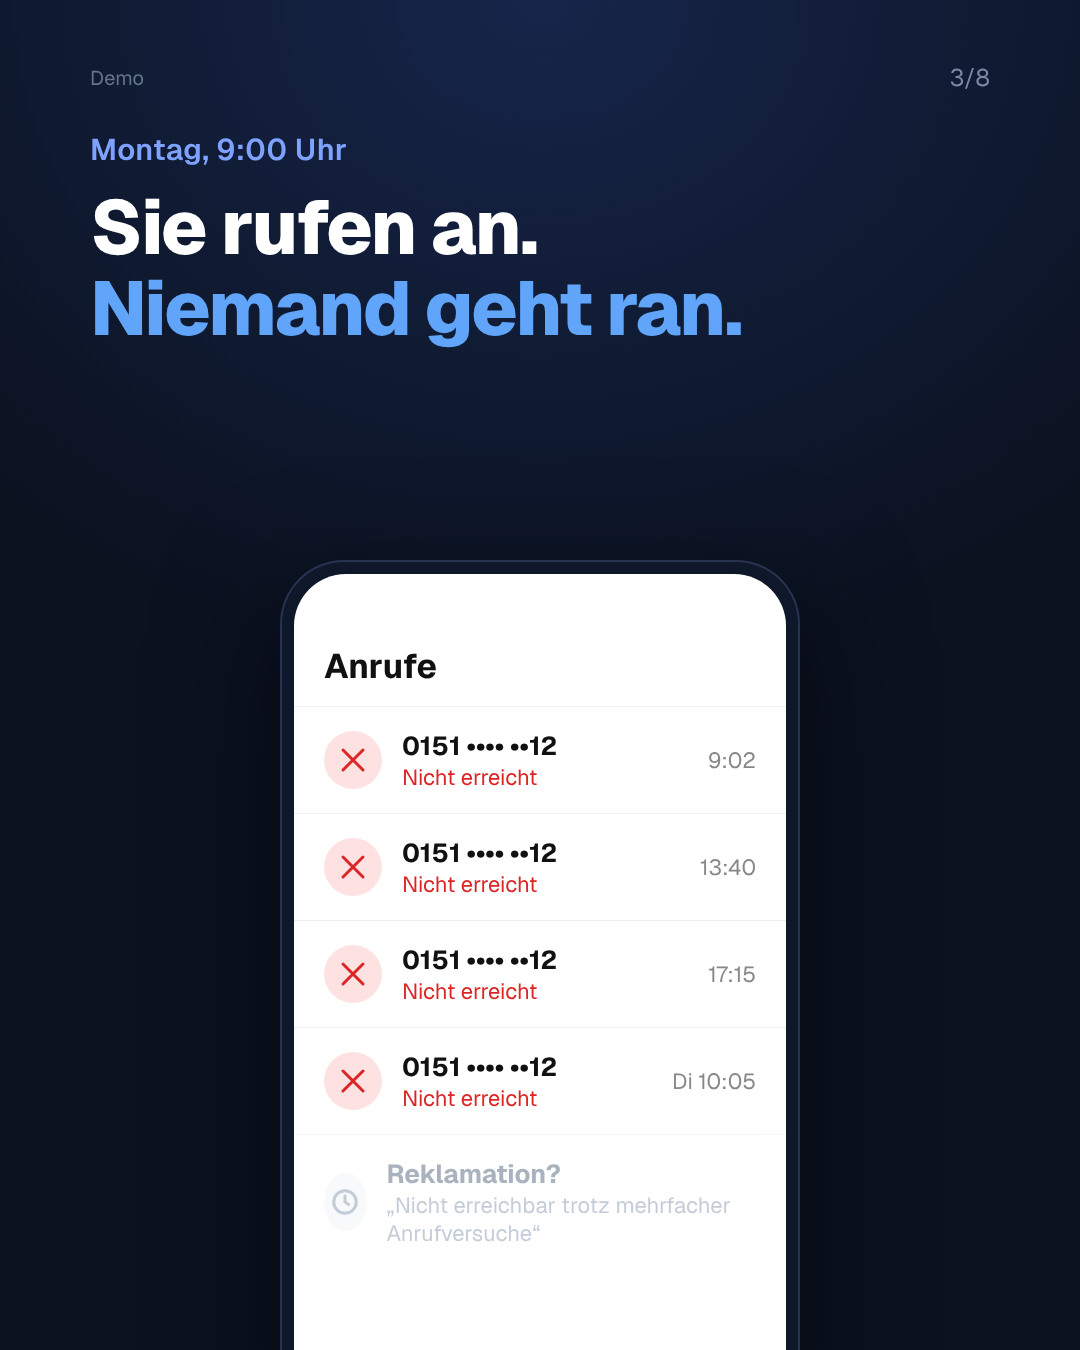 Demo
3/8
Montag, 9:00 Uhr
Sie rufen an.
Niemand geht ran.
Anrufe
0151 •••• ••12
Nicht erreicht
9:02
0151 •••• ••12
Nicht erreicht
13:40
0151 •••• ••12
Nicht erreicht
17:15
0151 •••• ••12
Nicht erreicht
Di 10:05
Reklamation?
„Nicht erreichbar trotz mehrfacher
Anrufversuche“